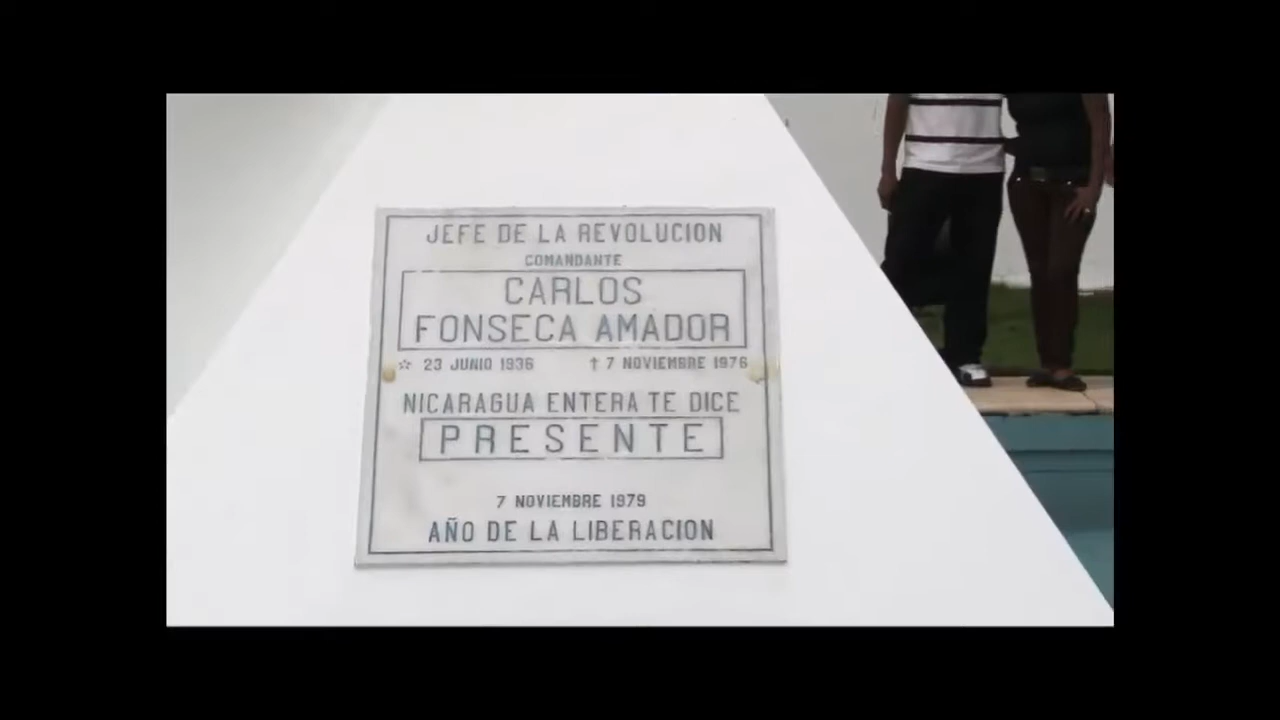 JEFE DE LA REVOLUCION
COMANDANTE
CARLOS
FONSECA AMADOR
☆ 23 JUNIO 1936 † 7 NOVIEMBRE 1976
NICARAGUA ENTERA TE DICE
PRESENTE
7 NOVIEMBRE 1979
AÑO DE LA LIBERACION